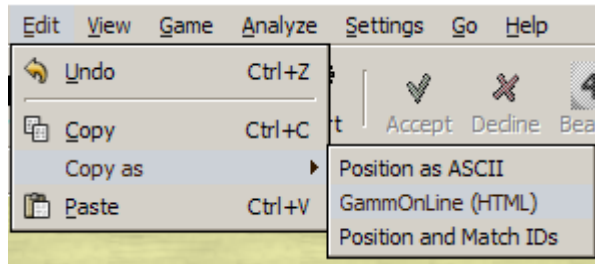 Edit View Game Analyze Settings Go Help
Undo Ctrl+Z
Copy Ctrl+C
Accept Decline
Copy as
Position as ASCII
Paste Ctrl+V
GammOnLine (HTML)
Position and Match IDs